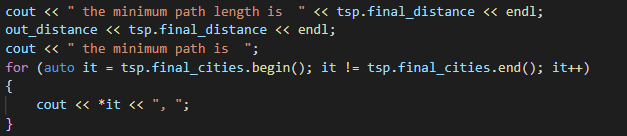 cout << " the minimum path length is  " << tsp.final_distance << endl;
out_distance << tsp.final_distance << endl;
cout << " the minimum path is  ";
for (auto it = tsp.final_cities.begin(); it != tsp.final_cities.end(); it++)
{
    cout << *it << ", ";
}